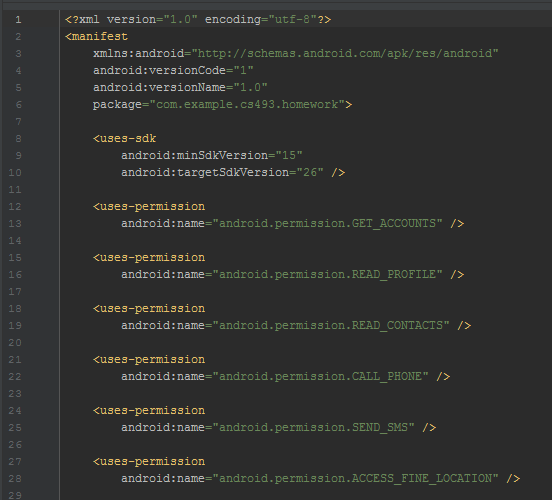 1 <?xml version="1.0" encoding="utf-8"?>
2 <manifest
3 xmlns:android="http://schemas.android.com/apk/res/android"
4 android:versionCode="1"
5 android:versionName="1.0"
6 package="com.example.cs493.homework">
7
8 <uses-sdk
9 android:minSdkVersion="15"
10 android:targetSdkVersion="26" />
11
12 <uses-permission
13 android:name="android.permission.GET_ACCOUNTS" />
14
15 <uses-permission
16 android:name="android.permission.READ_PROFILE" />
17
18 <uses-permission
19 android:name="android.permission.READ_CONTACTS" />
20
21 <uses-permission
22 android:name="android.permission.CALL_PHONE" />
23
24 <uses-permission
25 android:name="android.permission.SEND_SMS" />
26
27 <uses-permission
28 android:name="android.permission.ACCESS_FINE_LOCATION" />
29